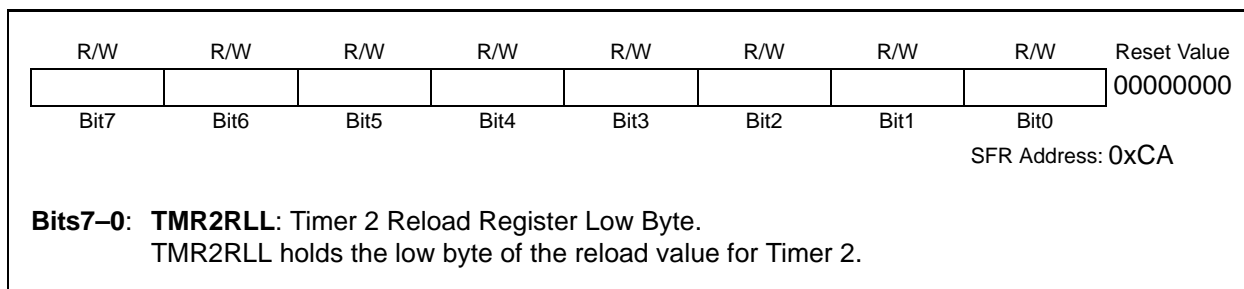 R/W R/W R/W R/W R/W R/W R/W R/W Reset Value
00000000
Bit7 Bit6 Bit5 Bit4 Bit3 Bit2 Bit1 Bit0
SFR Address: 0xCA
Bits7–0: TMR2RLL: Timer 2 Reload Register Low Byte.
TMR2RLL holds the low byte of the reload value for Timer 2.